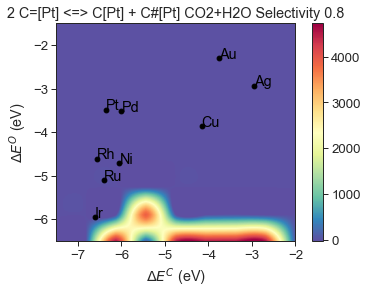 2 C=[Pt] <=> C[Pt] + C#[Pt] CO2+H2O Selectivity 0.8
−2
−3
−4
−5
−6
ΔE^O (eV)
Au
Ag
Pt
Pd
Cu
Rh
Ni
Ru
Ir
−7
−6
−5
−4
−3
−2
ΔE^C (eV)
4000
3000
2000
1000
0